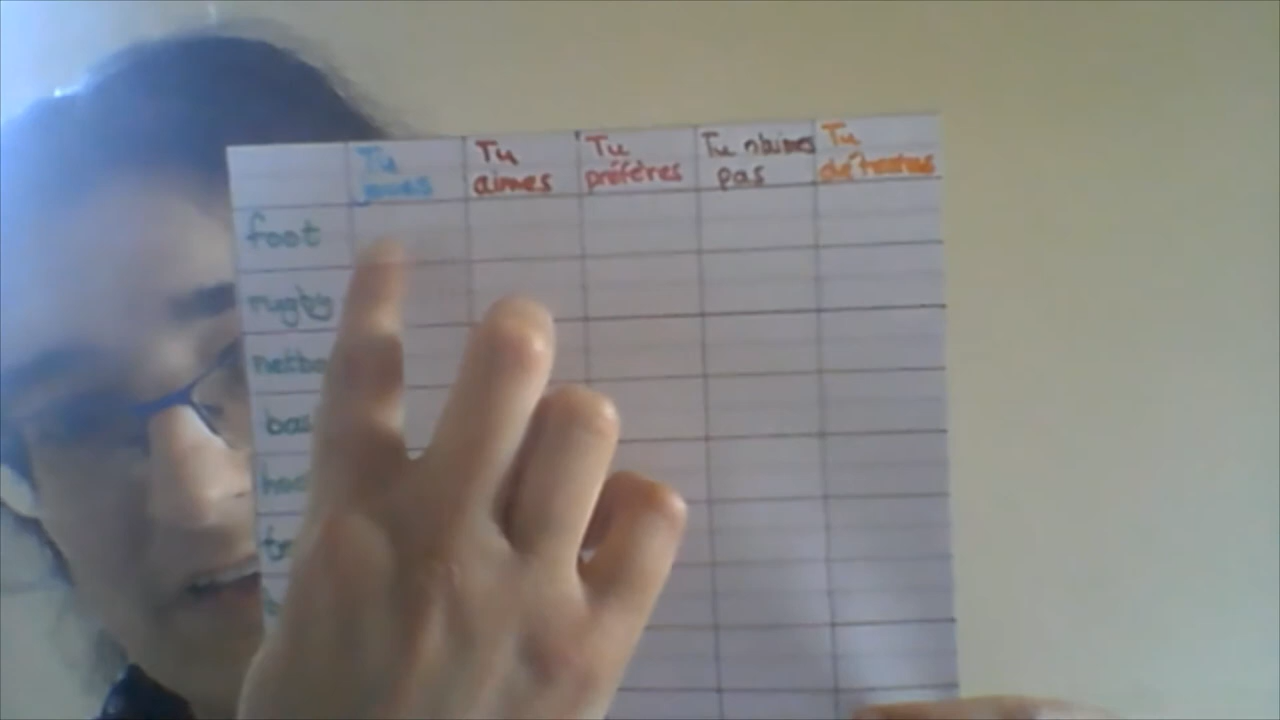 Tu
joues
Tu
aimes
Tu
préfères
Tu n'aimes
pas
Tu
détestes
foot
rugby